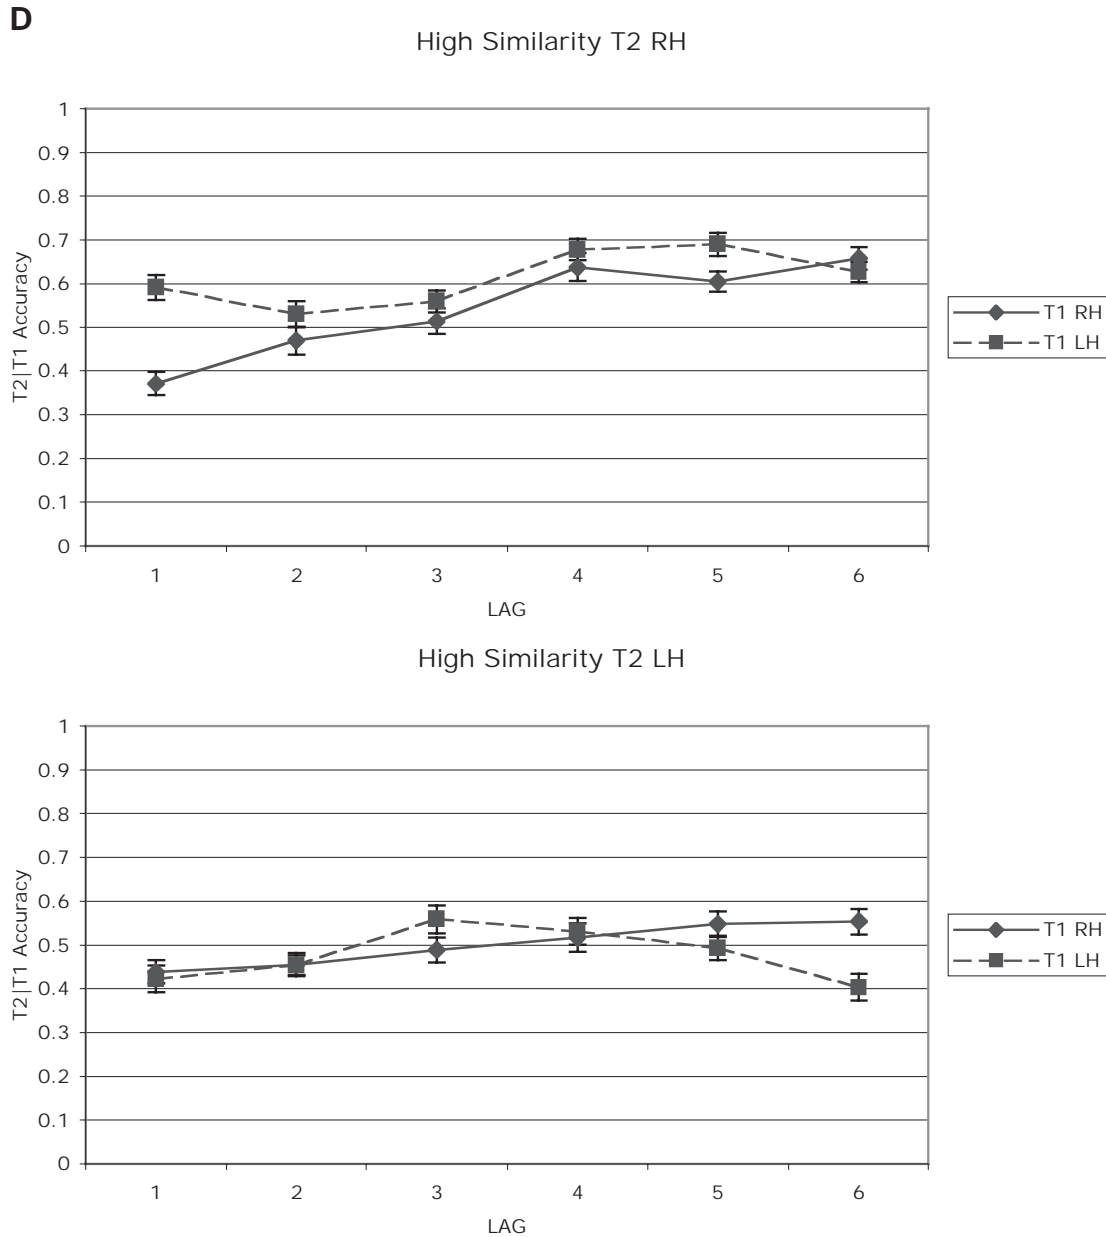 D
High Similarity T2 RH
1
0.9
0.8
0.7
0.6
0.5
0.4
0.3
0.2
0.1
0
T2|T1 Accuracy
1 2 3 4 5 6
LAG
T1 RH
T1 LH
High Similarity T2 LH
1
0.9
0.8
0.7
0.6
0.5
0.4
0.3
0.2
0.1
0
T2|T1 Accuracy
1 2 3 4 5 6
LAG
T1 RH
T1 LH